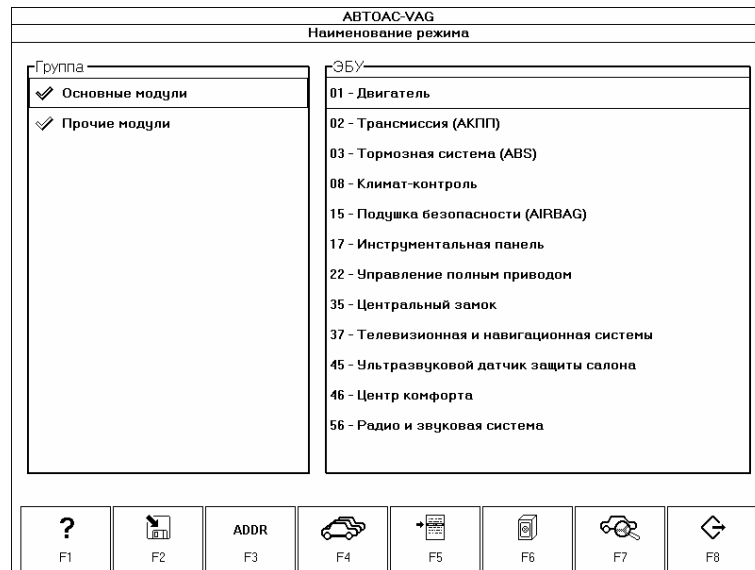 АВТОАС-VAG
Наименование режима
Группа
Основные модули
Прочие модули
ЭБУ
01 - Двигатель
02 - Трансмиссия (АКПП)
03 - Тормозная система (ABS)
08 - Климат-контроль
15 - Подушка безопасности (AIRBAG)
17 - Инструментальная панель
22 - Управление полным приводом
35 - Центральный замок
37 - Телевизионная и навигационная системы
45 - Ультразвуковой датчик защиты салона
46 - Центр комфорта
56 - Радио и звуковая система
? ADDR
F1 F2 F3 F4 F5 F6 F7 F8